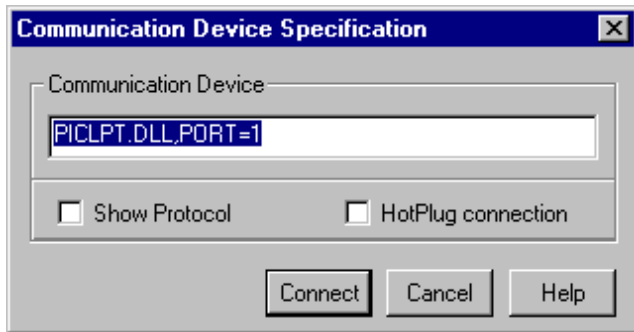 Communication Device Specification
Communication Device
PICLPT.DLL,PORT=1
Show Protocol HotPlug connection
Connect Cancel Help